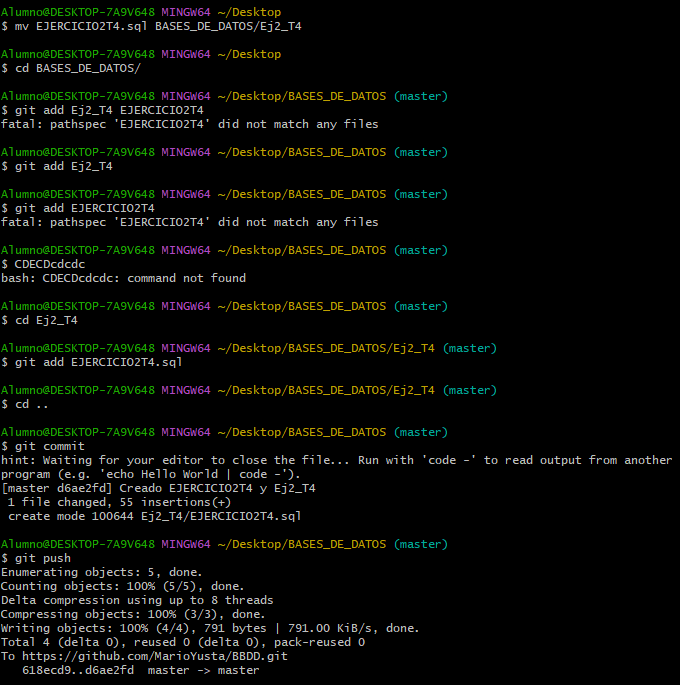 Alumno@DESKTOP-7A9V648 MINGW64 ~/Desktop
$ mv EJERCICIO2T4.sql BASES_DE_DATOS/Ej2_T4
Alumno@DESKTOP-7A9V648 MINGW64 ~/Desktop
$ cd BASES_DE_DATOS/
Alumno@DESKTOP-7A9V648 MINGW64 ~/Desktop/BASES_DE_DATOS (master)
$ git add Ej2_T4 EJERCICIO2T4
fatal: pathspec 'EJERCICIO2T4' did not match any files
Alumno@DESKTOP-7A9V648 MINGW64 ~/Desktop/BASES_DE_DATOS (master)
$ git add Ej2_T4
Alumno@DESKTOP-7A9V648 MINGW64 ~/Desktop/BASES_DE_DATOS (master)
$ git add EJERCICIO2T4
fatal: pathspec 'EJERCICIO2T4' did not match any files
Alumno@DESKTOP-7A9V648 MINGW64 ~/Desktop/BASES_DE_DATOS (master)
$ CDECDcdcdc
bash: CDECDcdcdc: command not found
Alumno@DESKTOP-7A9V648 MINGW64 ~/Desktop/BASES_DE_DATOS (master)
$ cd Ej2_T4
Alumno@DESKTOP-7A9V648 MINGW64 ~/Desktop/BASES_DE_DATOS/Ej2_T4 (master)
$ git add EJERCICIO2T4.sql
Alumno@DESKTOP-7A9V648 MINGW64 ~/Desktop/BASES_DE_DATOS/Ej2_T4 (master)
$ cd ..
Alumno@DESKTOP-7A9V648 MINGW64 ~/Desktop/BASES_DE_DATOS (master)
$ git commit
hint: Waiting for your editor to close the file... Run with 'code -' to read output from another
program (e.g. 'echo Hello World | code -').
[master d6ae2fd] Creado EJERCICIO2T4 y Ej2_T4
 1 file changed, 55 insertions(+)
 create mode 100644 Ej2_T4/EJERCICIO2T4.sql
Alumno@DESKTOP-7A9V648 MINGW64 ~/Desktop/BASES_DE_DATOS (master)
$ git push
Enumerating objects: 5, done.
Counting objects: 100% (5/5), done.
Delta compression using up to 8 threads
Compressing objects: 100% (3/3), done.
Writing objects: 100% (4/4), 791 bytes | 791.00 KiB/s, done.
Total 4 (delta 0), reused 0 (delta 0), pack-reused 0
To https://github.com/MarioYusta/BBDD.git
   618ecd9..d6ae2fd  master -> master